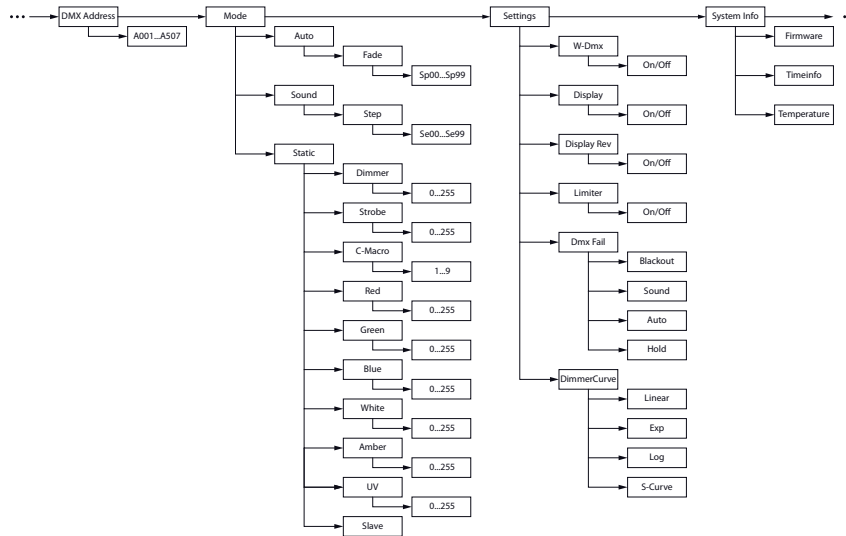 DMX Address
A001...A507
Mode
Auto
Fade
Sp00...Sp99
Sound
Step
Se00...Se99
Static
Dimmer
0...255
Strobe
0...255
C-Macro
1...9
Red
0...255
Green
0...255
Blue
0...255
White
0...255
Amber
0...255
UV
0...255
Slave
Settings
W-Dmx
On/Off
Display
On/Off
Display Rev
On/Off
Limiter
On/Off
Dmx Fail
Blackout
Sound
Auto
Hold
DimmerCurve
Linear
Exp
Log
S-Curve
System Info
Firmware
Timeinfo
Temperature